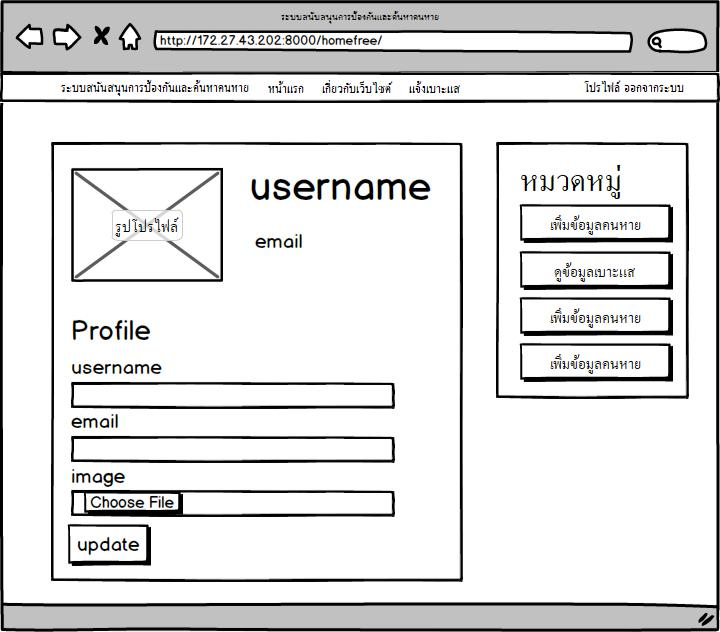 ระบบสนับสนุนการป้องกันและค้นหาคนหาย
http://172.27.43.202:8000/homefree/
ระบบสนันสนุนการป้องกันและค้นหาคนหาย หน้าแรก เกี่ยวกับเว็บไซต์ แจ้งเบาะแส โปรไฟล์ ออกจากระบบ
รูปโปรไฟล์
username
email
Profile
username
email
image
Choose File
update
หมวดหมู่
เพิ่มข้อมูลคนหาย
ดูข้อมูลเบาะแส
เพิ่มข้อมูลคนหาย
เพิ่มข้อมูลคนหาย